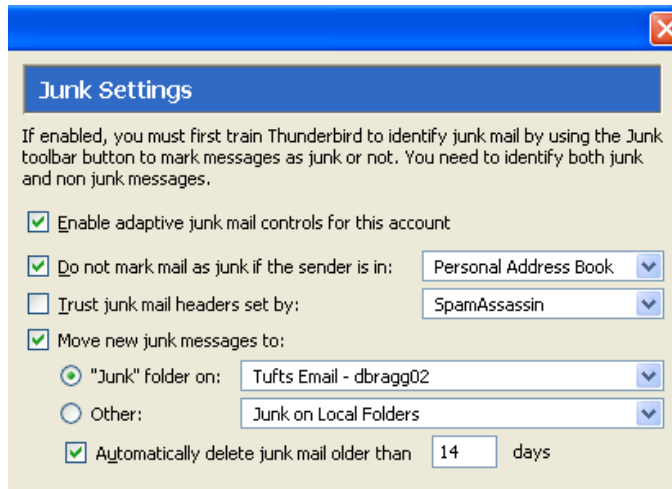 Junk Settings
If enabled, you must first train Thunderbird to identify junk mail by using the Junk
toolbar button to mark messages as junk or not. You need to identify both junk
and non junk messages.
Enable adaptive junk mail controls for this account
Do not mark mail as junk if the sender is in: Personal Address Book
Trust junk mail headers set by: SpamAssassin
Move new junk messages to:
"Junk" folder on: Tufts Email - dbragg02
Other: Junk on Local Folders
Automatically delete junk mail older than 14 days